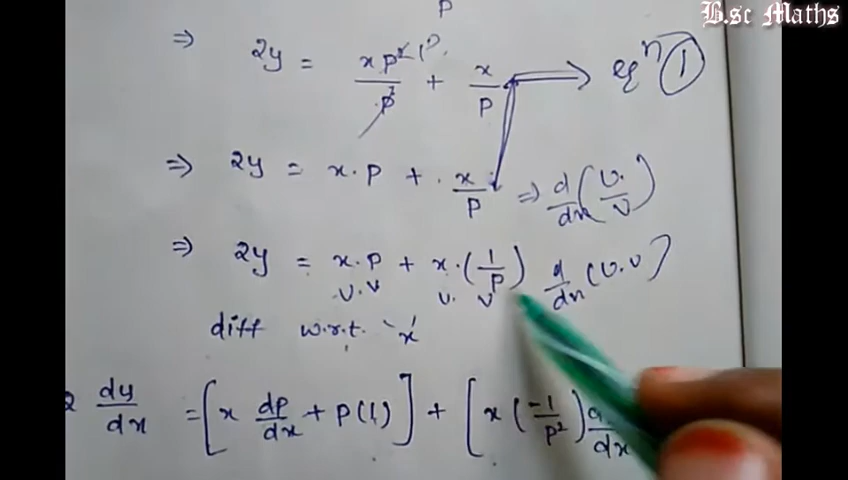 B.sc Maths
p
⇒ 2y = xp² / p + x/p ⇒ eqⁿ ①
⇒ 2y = x·p + x/p ⇒ d/dx (U/V)
⇒ 2y = x·p + x·(1/p) d/dx (U.V)
U.V U. V
diff w.r.t. 'x'
2 dy/dx = [x dp/dx + p(1)] + [x (-1/p²) d
dx